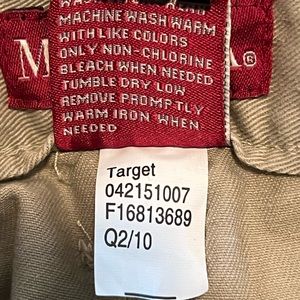 MACHINE WASH WARM
WITH LIKE COLORS
ONLY NON-CHLORINE
BLEACH WHEN NEEDED
TUMBLE DRY LOW
REMOVE PROMPTLY
WARM IRON WHEN
NEEDED
M A ®
Target
042151007
F16813689
Q2/10